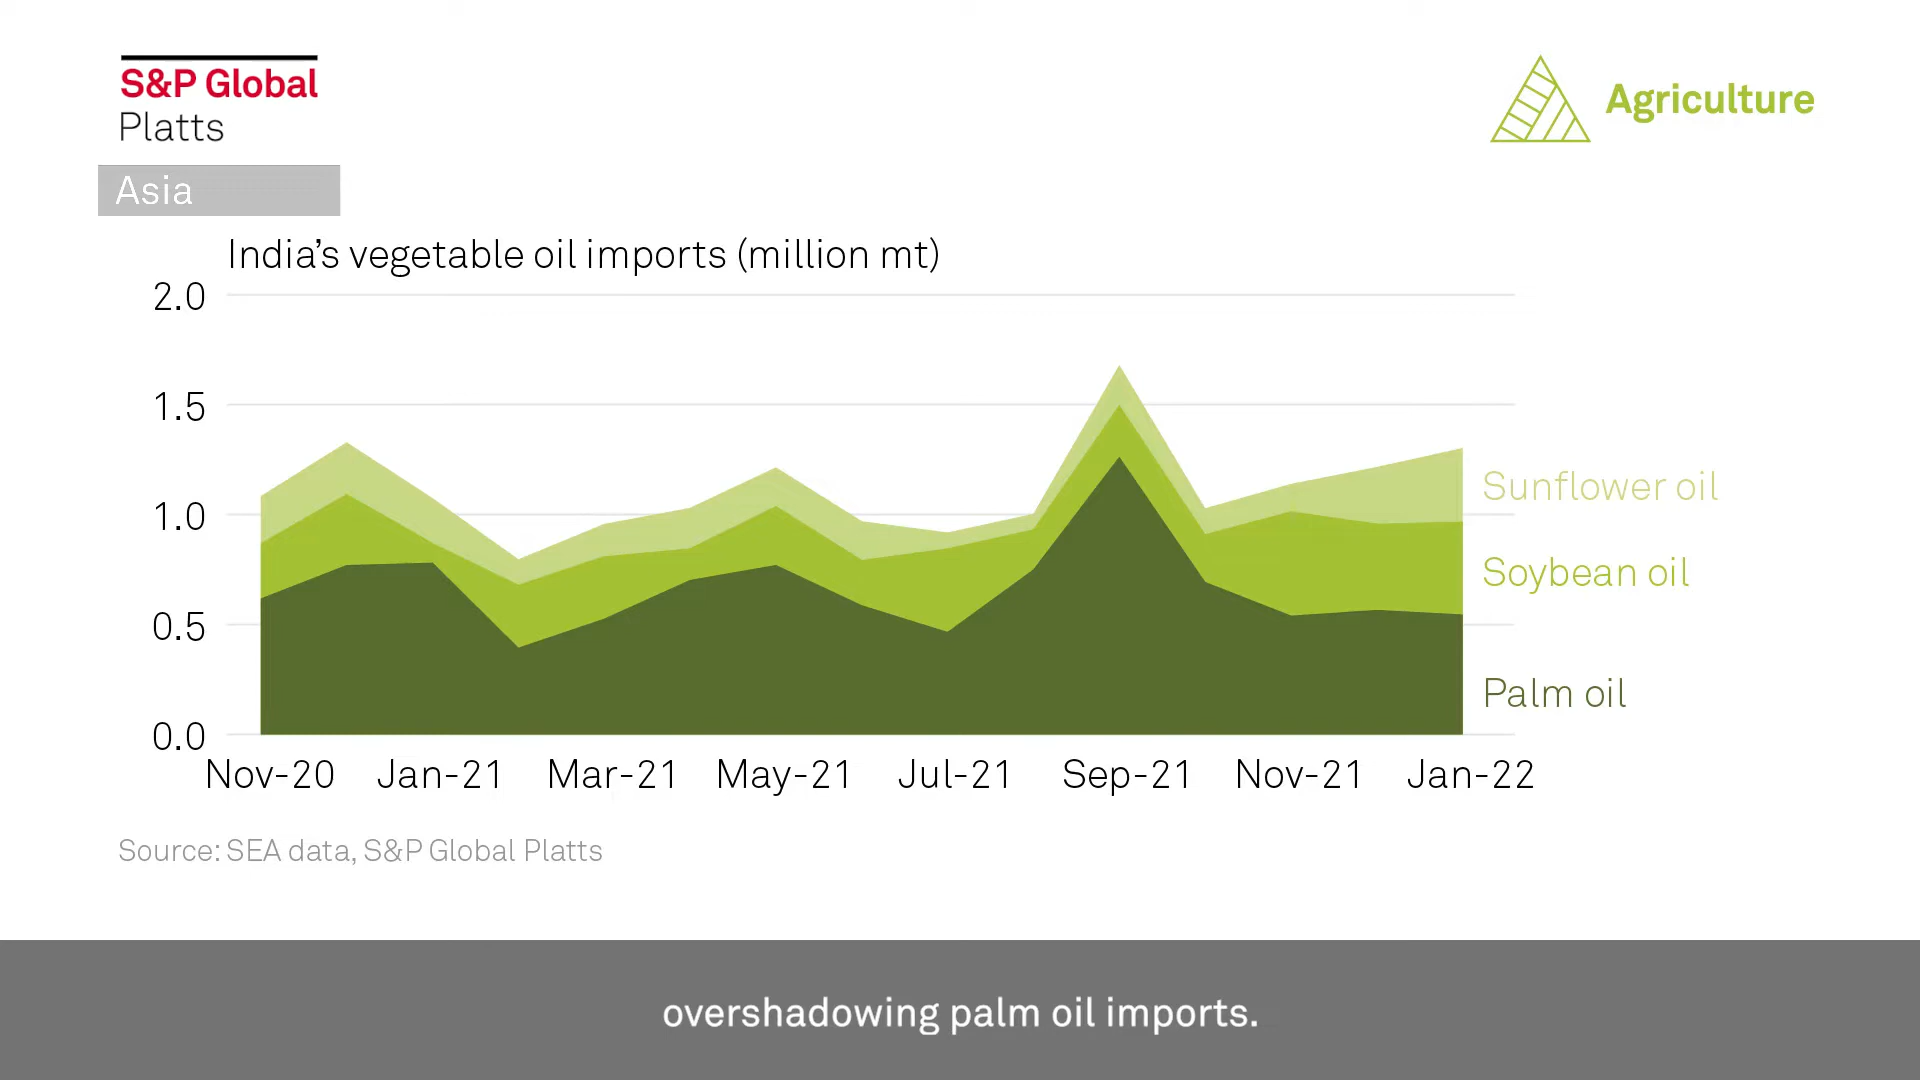 S&P Global
Platts
Agriculture
Asia
India’s vegetable oil imports (million mt)
2.0
1.5
1.0
0.5
0.0
Sunflower oil
Soybean oil
Palm oil
Nov-20 Jan-21 Mar-21 May-21 Jul-21 Sep-21 Nov-21 Jan-22
Source: SEA data, S&P Global Platts
overshadowing palm oil imports.